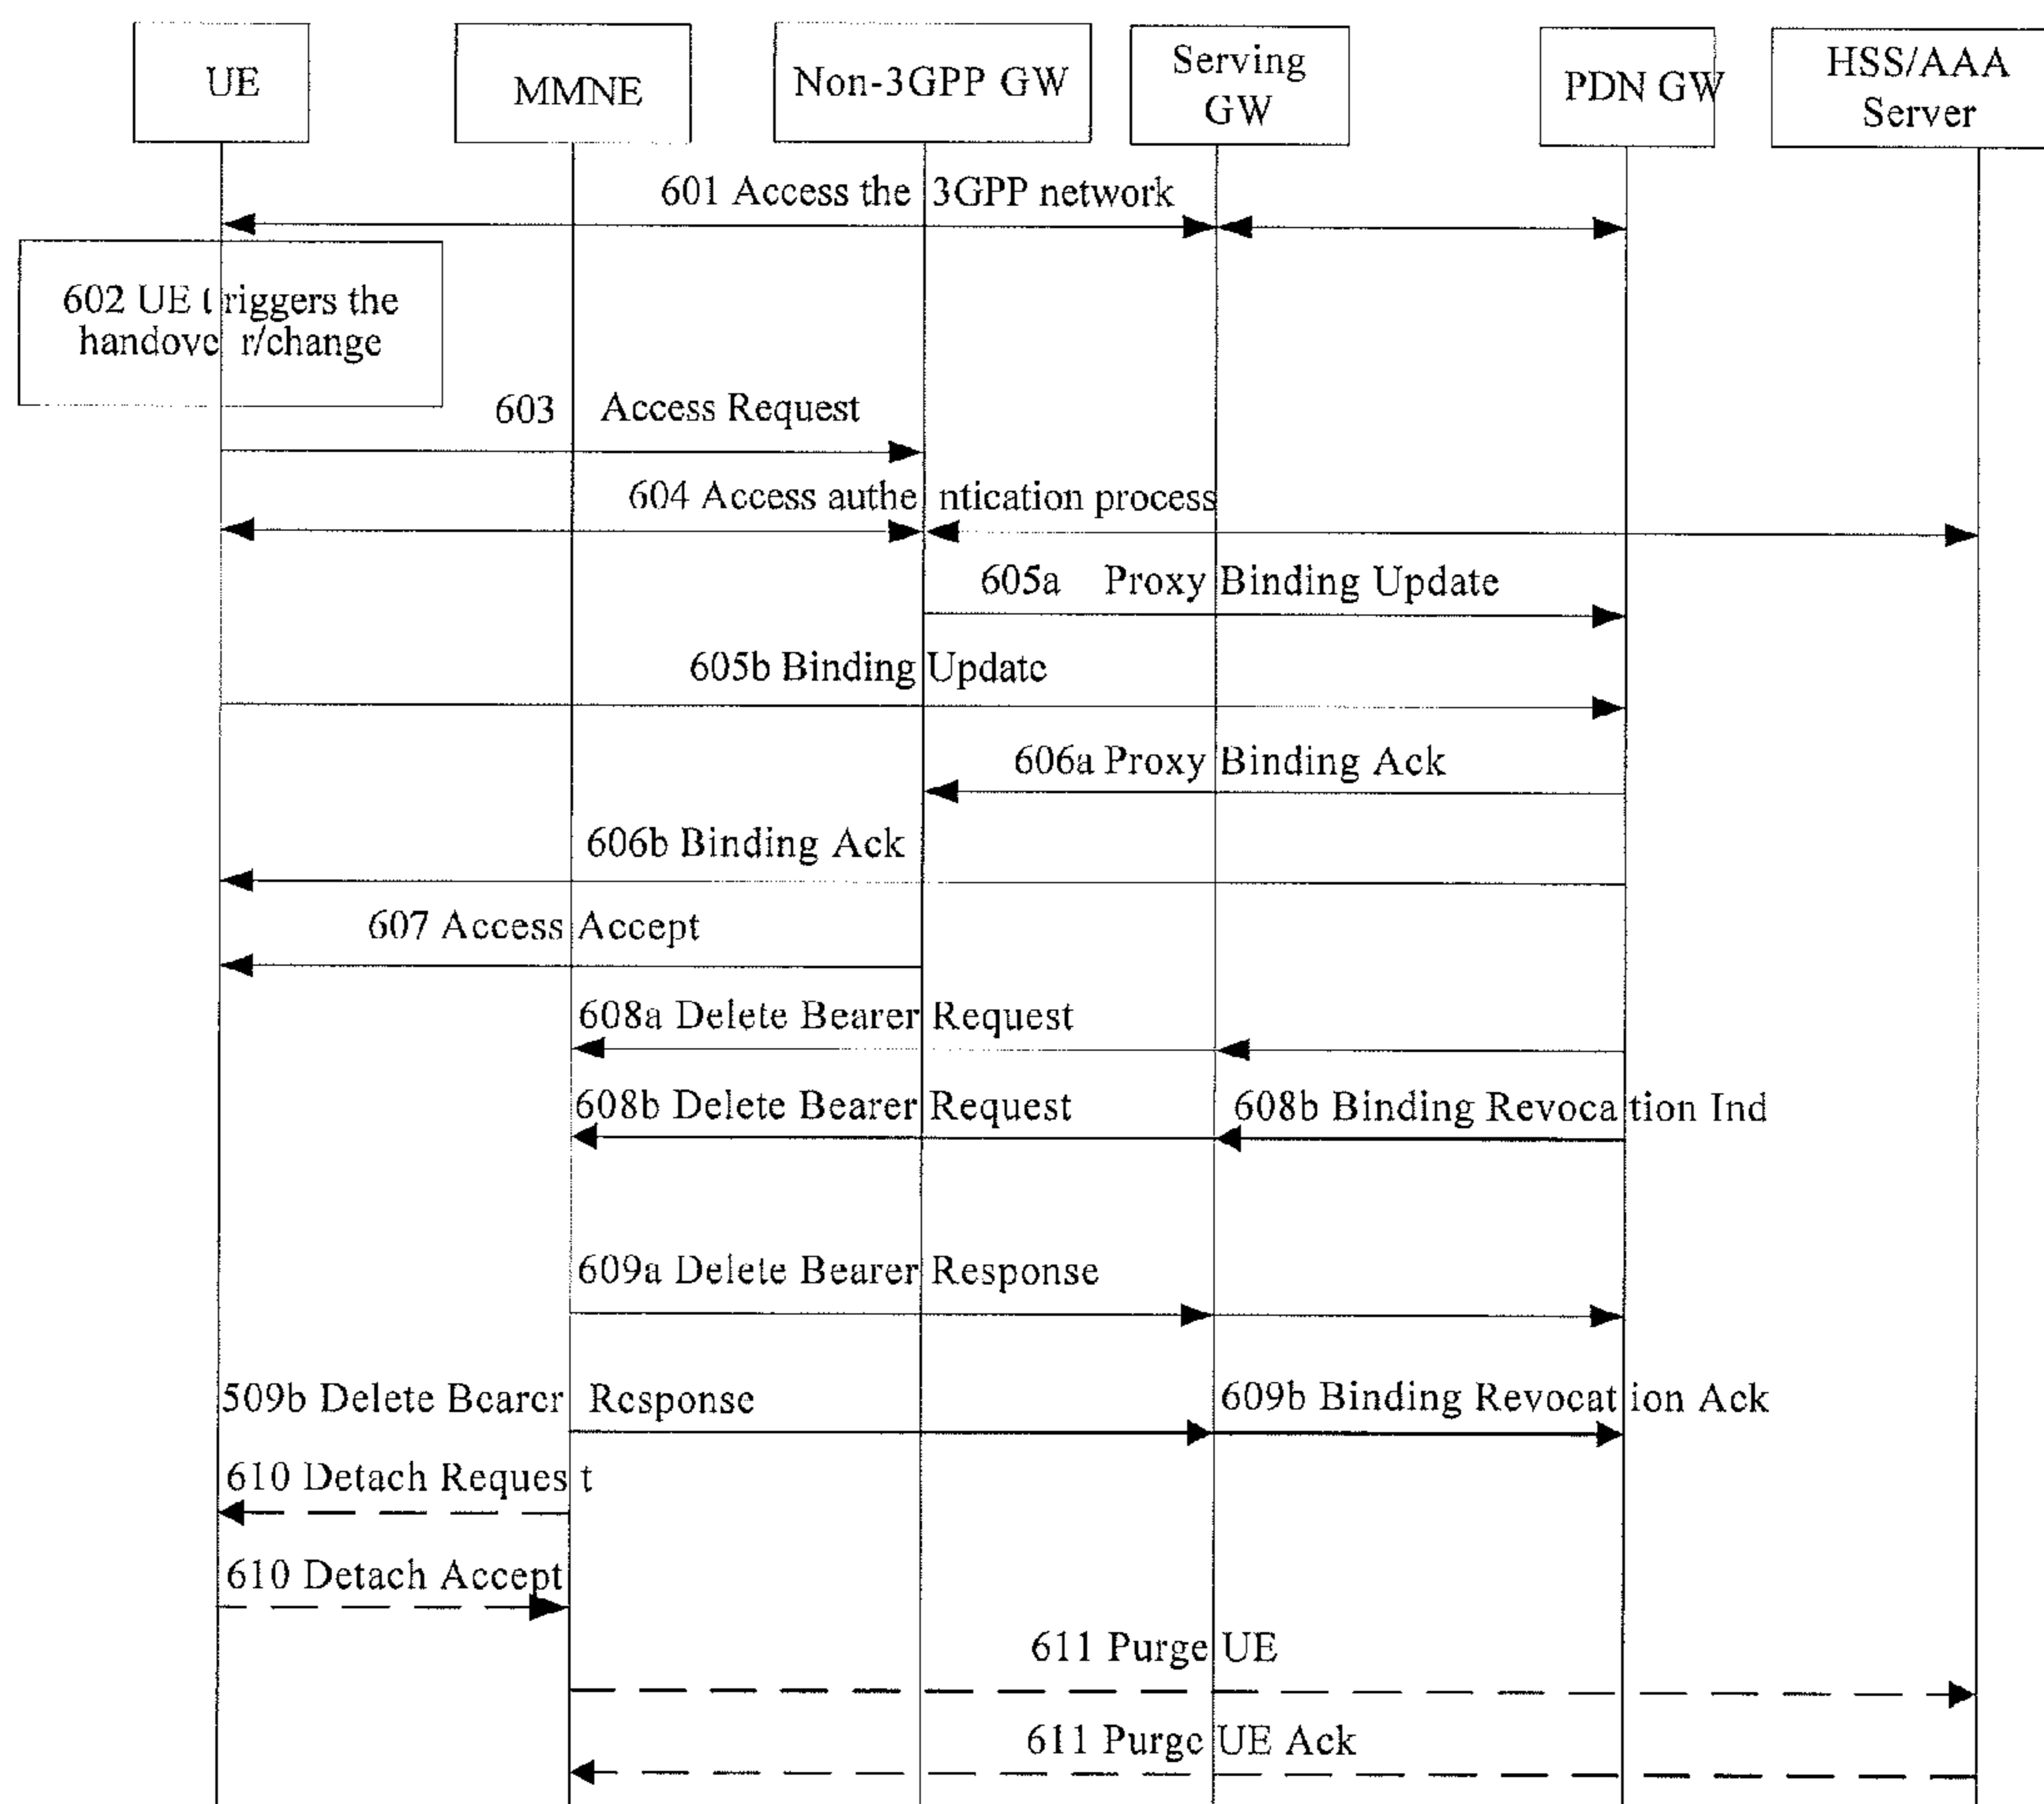 UE
MMNE
Non-3GPP GW
Serving
GW
PDN GW
HSS/AAA
Server
601 Access the 3GPP network
602 UE triggers the
handover/change
603 Access Request
604 Access authentication process
605a Proxy Binding Update
605b Binding Update
606a Proxy Binding Ack
606b Binding Ack
607 Access Accept
608a Delete Bearer Request
608b Delete Bearer Request
608b Binding Revocation Ind
609a Delete Bearer Response
509b Delete Bearer Response
609b Binding Revocation Ack
610 Detach Request
610 Detach Accept
611 Purge UE
611 Purge UE Ack